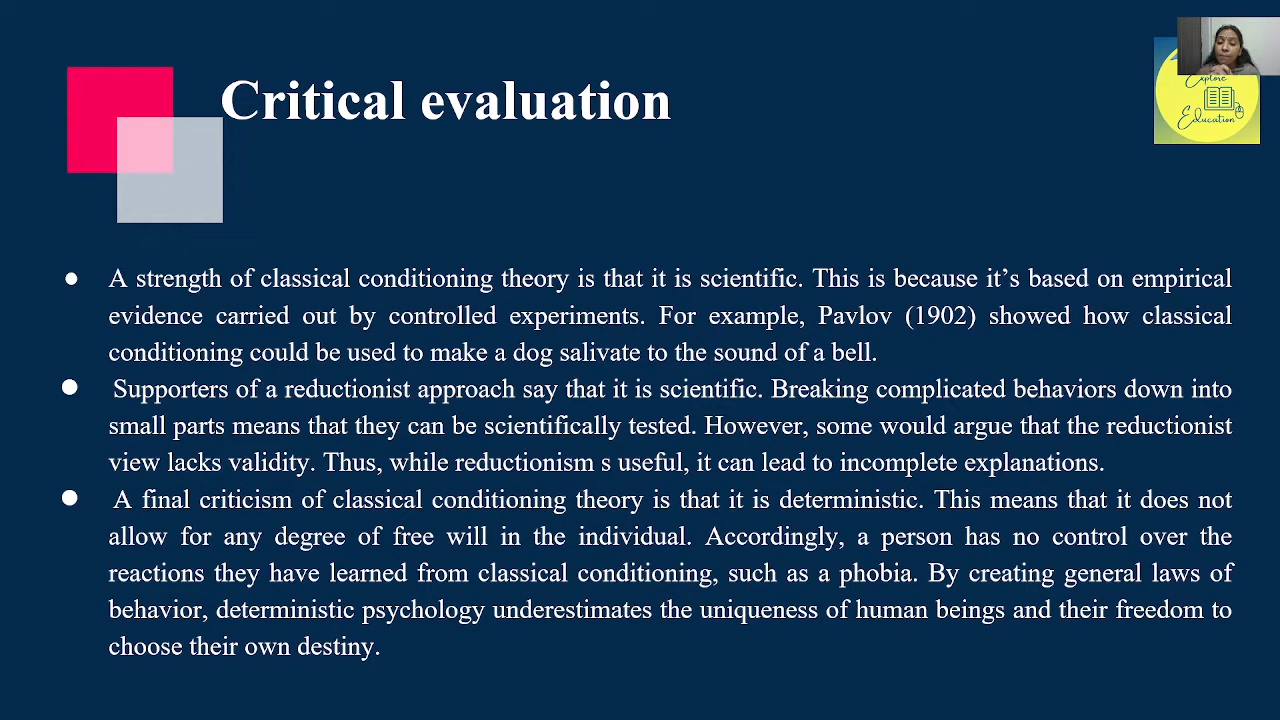 Critical evaluation
Explore
Education
● A strength of classical conditioning theory is that it is scientific. This is because it’s based on empirical
evidence carried out by controlled experiments. For example, Pavlov (1902) showed how classical
conditioning could be used to make a dog salivate to the sound of a bell.
● Supporters of a reductionist approach say that it is scientific. Breaking complicated behaviors down into
small parts means that they can be scientifically tested. However, some would argue that the reductionist
view lacks validity. Thus, while reductionism s useful, it can lead to incomplete explanations.
● A final criticism of classical conditioning theory is that it is deterministic. This means that it does not
allow for any degree of free will in the individual. Accordingly, a person has no control over the
reactions they have learned from classical conditioning, such as a phobia. By creating general laws of
behavior, deterministic psychology underestimates the uniqueness of human beings and their freedom to
choose their own destiny.